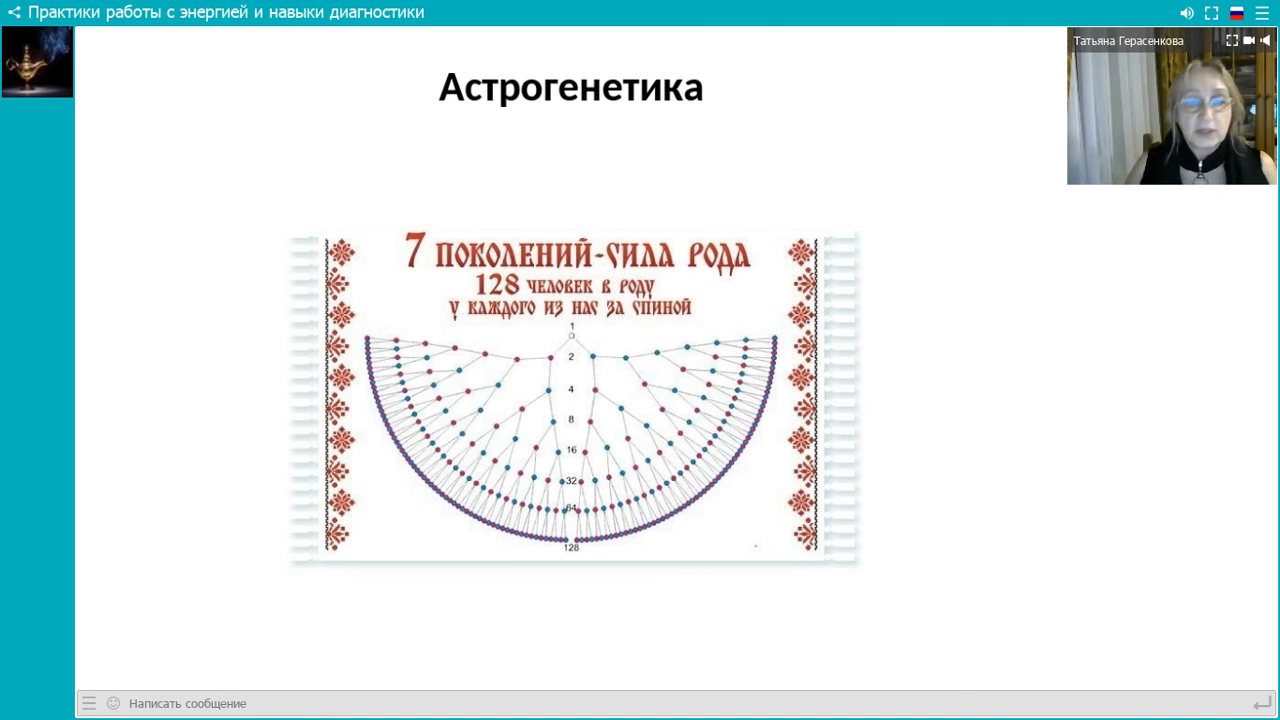 Практики работы с энергией и навыки диагностики
Татьяна Герасенкова
Астрогенетика
7 ПОКОЛЕНИЙ-СИЛА РОДА
128 ЧЕЛОВЕК В РОДУ
У КАЖДОГО ИЗ НАС ЗА СПИНОЙ
1
2
4
8
16
32
64
128
Написать сообщение